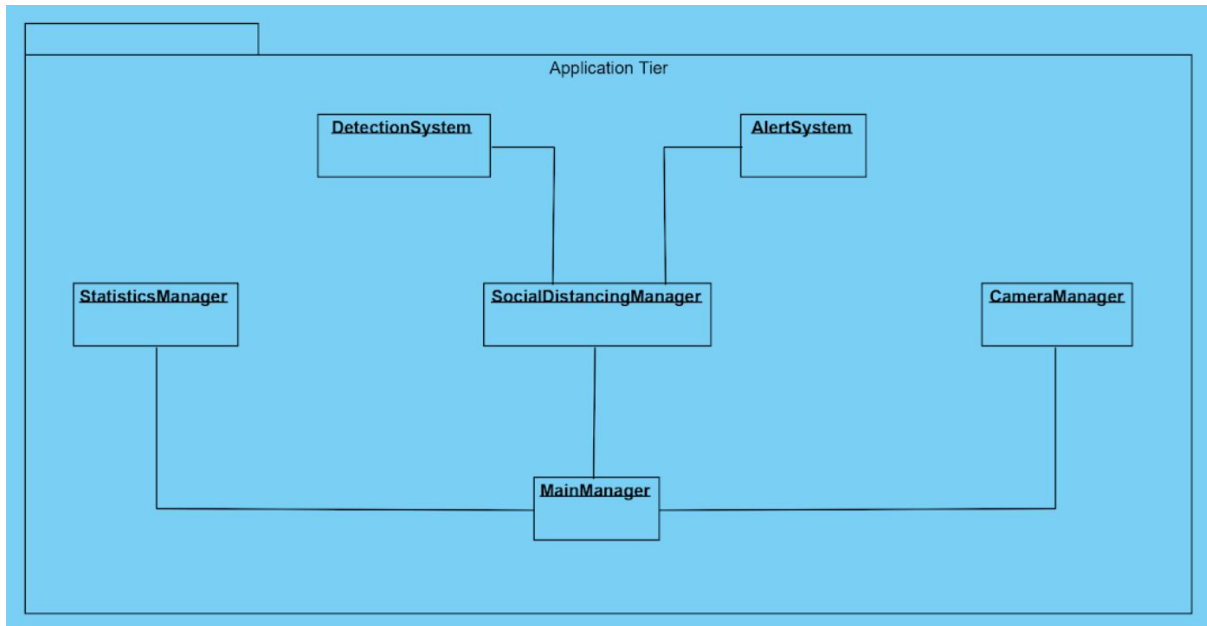 Application Tier
DetectionSystem
AlertSystem
StatisticsManager
SocialDistancingManager
CameraManager
MainManager